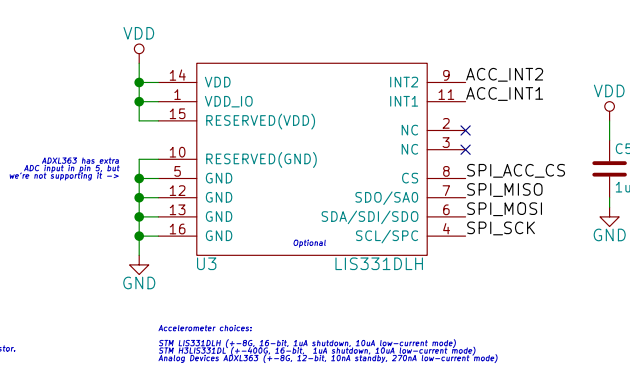 VDD
14 VDD INT2 9 ACC_INT2
1 VDD_IO INT1 11 ACC_INT1
15 RESERVED(VDD)
NC 2
NC 3
10 RESERVED(GND)
5 GND CS 8 SPI_ACC_CS
12 GND SDO/SA0 7 SPI_MISO
13 GND SDA/SDI/SDO 6 SPI_MOSI
16 GND SCL/SPC 4 SPI_SCK
Optional
U3 LIS331DLH
GND
ADXL363 has extra
ADC input in pin 5, but
we're not supporting it ->
VDD
C5
1u
GND
stor.
Accelerometer choices:
STM LIS331DLH (+-8G, 16-bit, 1uA shutdown, 10uA low-current mode)
STM H3LIS331DL (+-400G, 16-bit, 1uA shutdown, 10uA low-current mode)
Analog Devices ADXL363 (+-8G, 12-bit, 10nA standby, 270nA low-current mode)